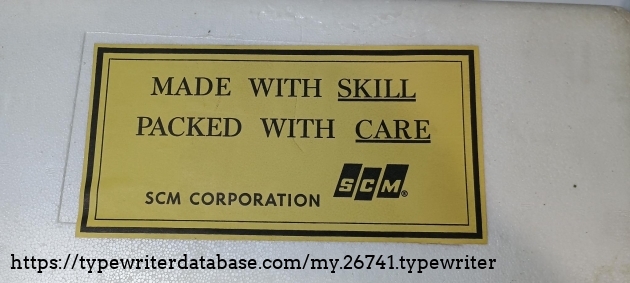 MADE WITH SKILL
PACKED WITH CARE
SCM CORPORATION SCM®
https://typewriterdatabase.com/my.26741.typewriter